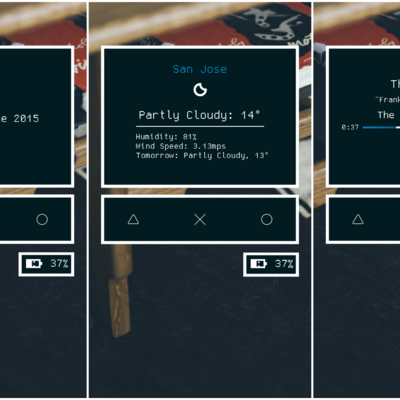 e 2015
37%
San Jose
Partly Cloudy: 14°
Humidity: 81%
Wind Speed: 3.13mps
Tomorrow: Partly Cloudy, 13°
37%
Th
"Frank
The
0:37